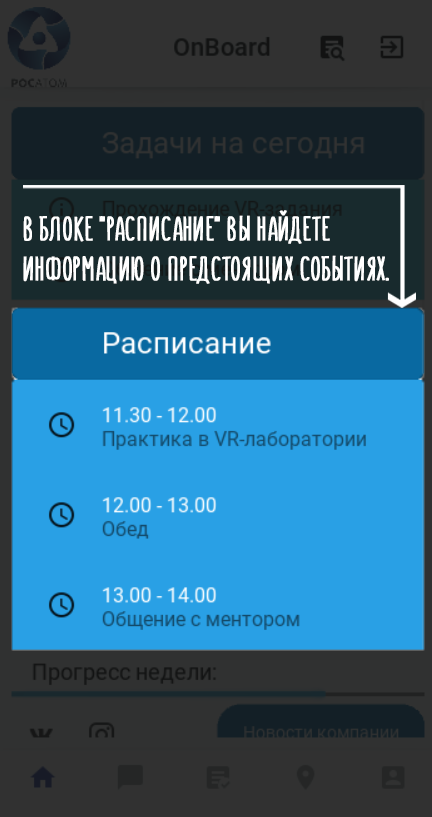 РОСАТОМ
OnBoard
Задачи на сегодня
Прохождение VR-задания
В БЛОКЕ "РАСПИСАНИЕ" ВЫ НАЙДЕТЕ
ИНФОРМАЦИЮ О ПРЕДСТОЯЩИХ СОБЫТИЯХ.
Расписание
11.30 - 12.00
Практика в VR-лаборатории
12.00 - 13.00
Обед
13.00 - 14.00
Общение с ментором
Прогресс недели:
Новости компании